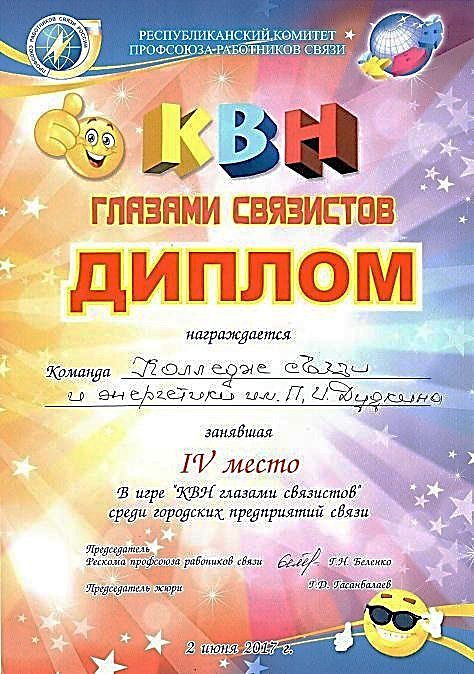 РЕСПУБЛИКАНСКИЙ КОМИТЕТ
ПРОФСОЮЗА РАБОТНИКОВ СВЯЗИ
КВН
ГЛАЗАМИ СВЯЗИСТОВ
ДИПЛОМ
награждается
Команда Колледж связи
и энергетики им. П.И. Дудкина
занявшая
IV место
В игре "КВН глазами связистов"
среди городских предприятий связи
Председатель
Рескома профсоюза рабоников связи Г.Н. Беленко
Председатель жюри Г.Д. Гасанбалаев
2 июня 2017 г.